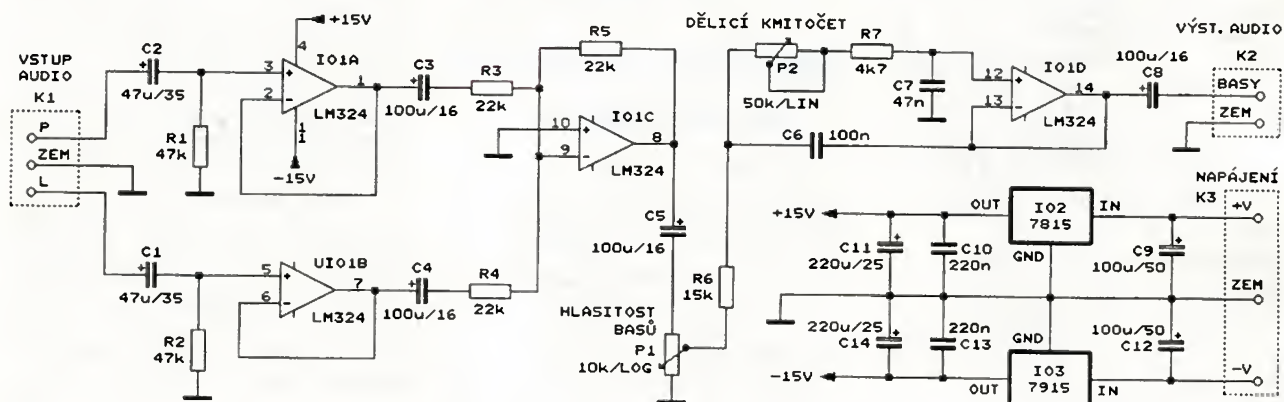 VSTUP
AUDIO
K1
P
ZEM
L
C2
47u/35
R1
47k
+15V
4
IO1A
3
+
2
−
1
LM324
11
−15V
C3
100u/16
R3
22k
R5
22k
IO1C
10
+
9
−
8
LM324
C1
47u/35
R2
47k
UIO1B
5
+
6
−
7
LM324
C4
100u/16
R4
22k
C5
100u/16
HLASITOST
BASŮ
P1
10k/LOG
R6
15k
DĚLICÍ KMITOČET
P2
50k/LIN
R7
4k7
C7
47n
C6
100n
IO1D
12
+
13
−
14
LM324
VÝST. AUDIO
K2
C8
100u/16
BASY
ZEM
NAPÁJENÍ
K3
+V
ZEM
−V
+15V
OUT
IO2
7815
IN
GND
C11
220u/25
C10
220n
C9
100u/50
220u/25
C14
220n
C13
GND
100u/50
C12
−15V
OUT
IO3
7915
IN